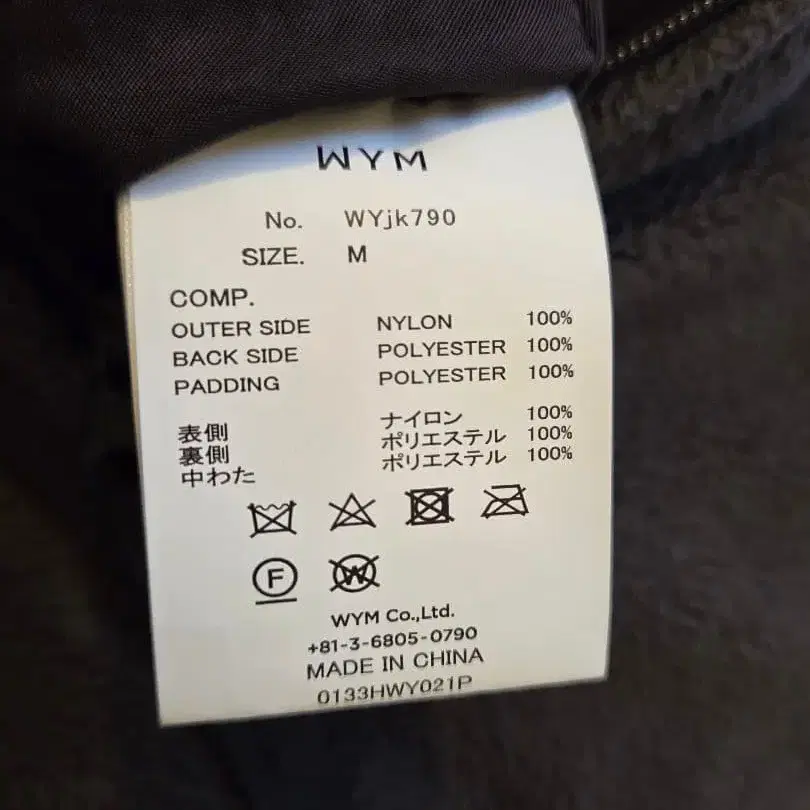 WYM
No. WYjk790
SIZE. M
COMP.
OUTER SIDE NYLON 100%
BACK SIDE POLYESTER 100%
PADDING POLYESTER 100%
表側 ナイロン 100%
裏側 ポリエステル 100%
中わた ポリエステル 100%
F W
WYM Co.,Ltd.
+81-3-6805-0790
MADE IN CHINA
0133HWY021P